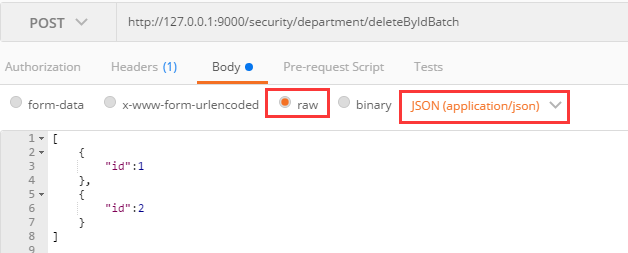 POST http://127.0.0.1:9000/security/department/deleteByIdBatch
Authorization Headers (1) Body Pre-request Script Tests
form-data x-www-form-urlencoded raw binary JSON (application/json)
1 [
2 {
3 "id":1
4 },
5 {
6 "id":2
7 }
8 ]
9